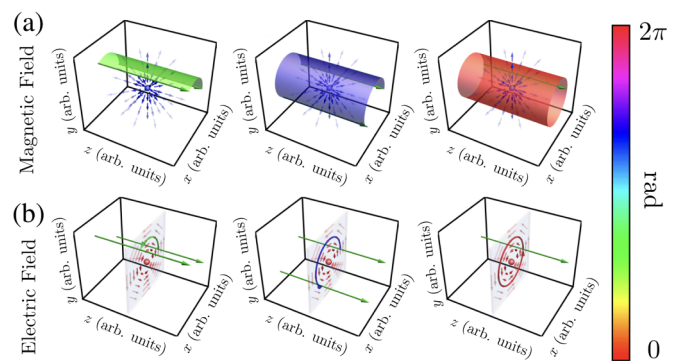 (a)
Magnetic Field
y (arb. units)
z (arb. units)
x (arb. units)
y (arb. units)
z (arb. units)
x (arb. units)
y (arb. units)
z (arb. units)
x (arb. units)
2π
rad
0
(b)
Electric Field
y (arb. units)
z (arb. units)
x (arb. units)
y (arb. units)
z (arb. units)
x (arb. units)
y (arb. units)
z (arb. units)
x (arb. units)